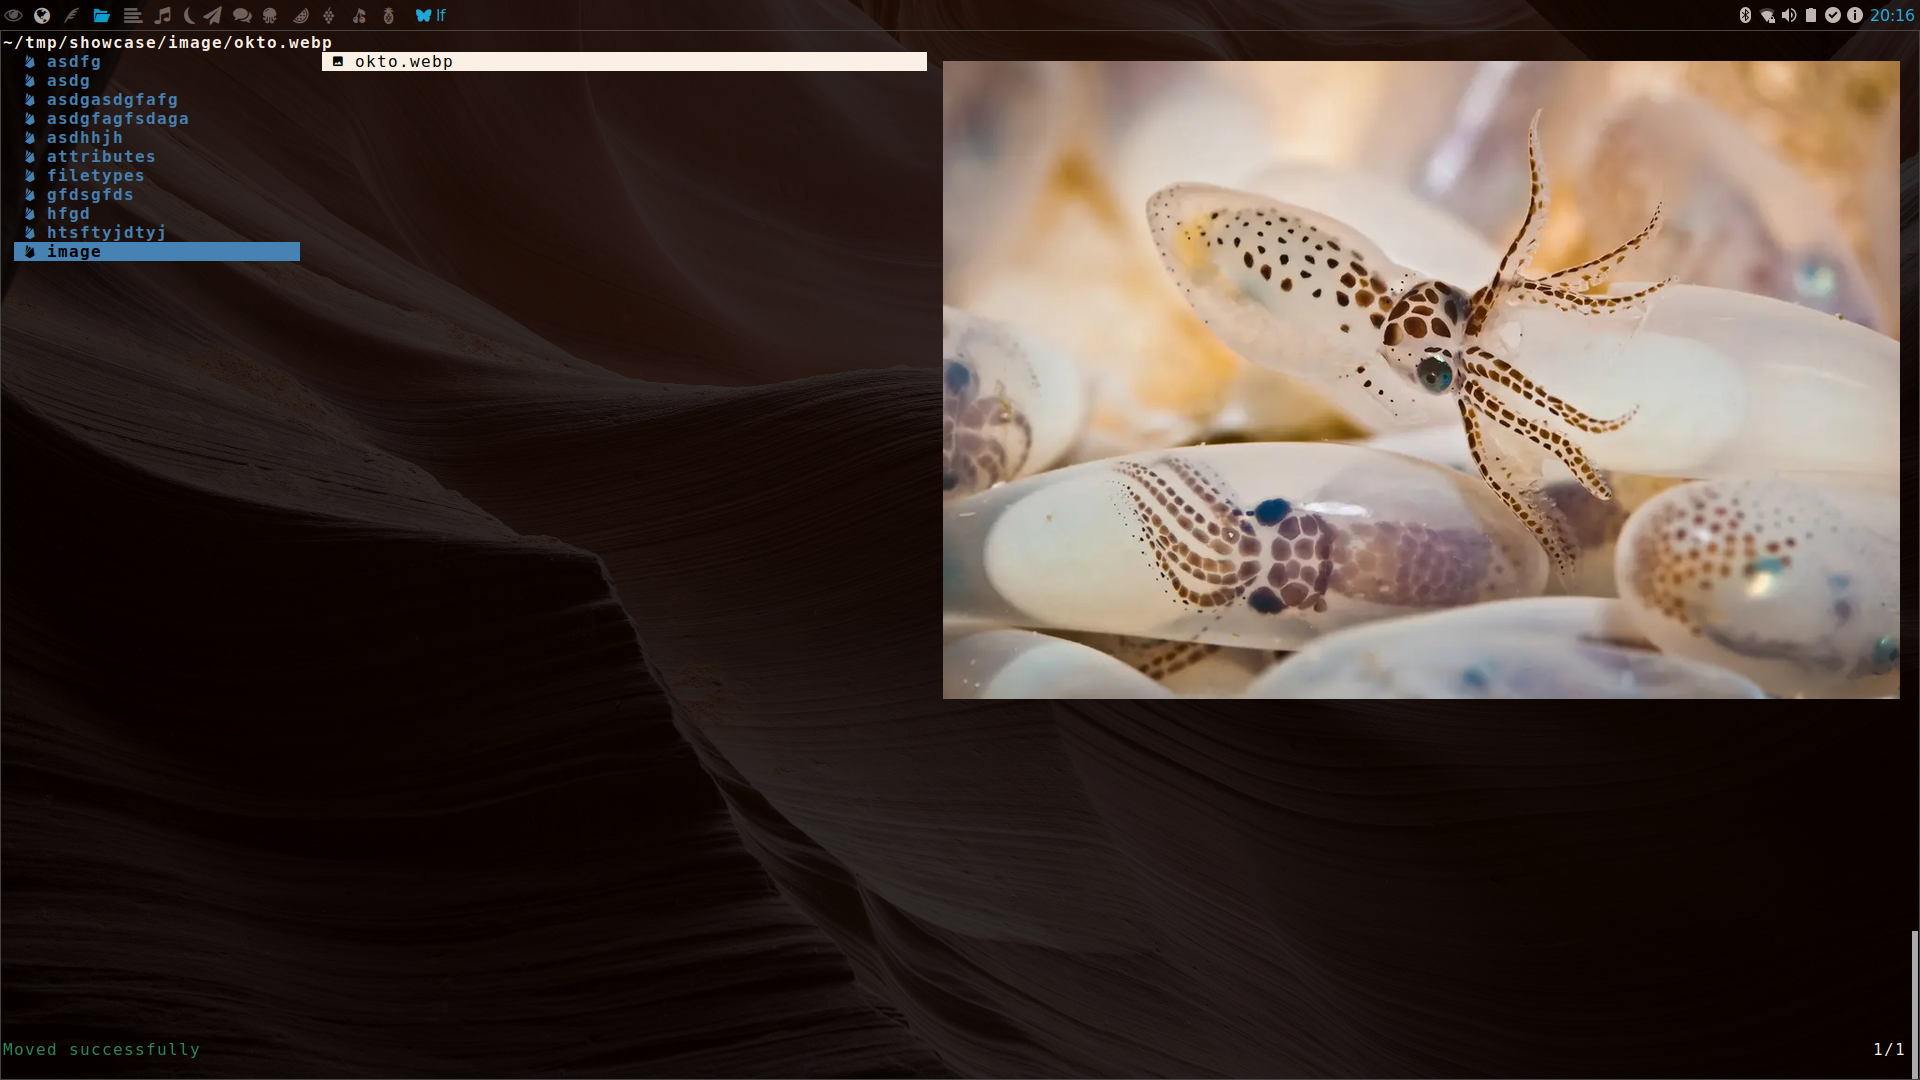 lf
20:16
~/tmp/showcase/image/okto.webp
asdfg
okto.webp
asdg
asdgasdgfafg
asdgfagfsdaga
asdhhjh
attributes
filetypes
gfdsgfds
hfgd
htsftyjdtyj
image
Moved successfully
1/1